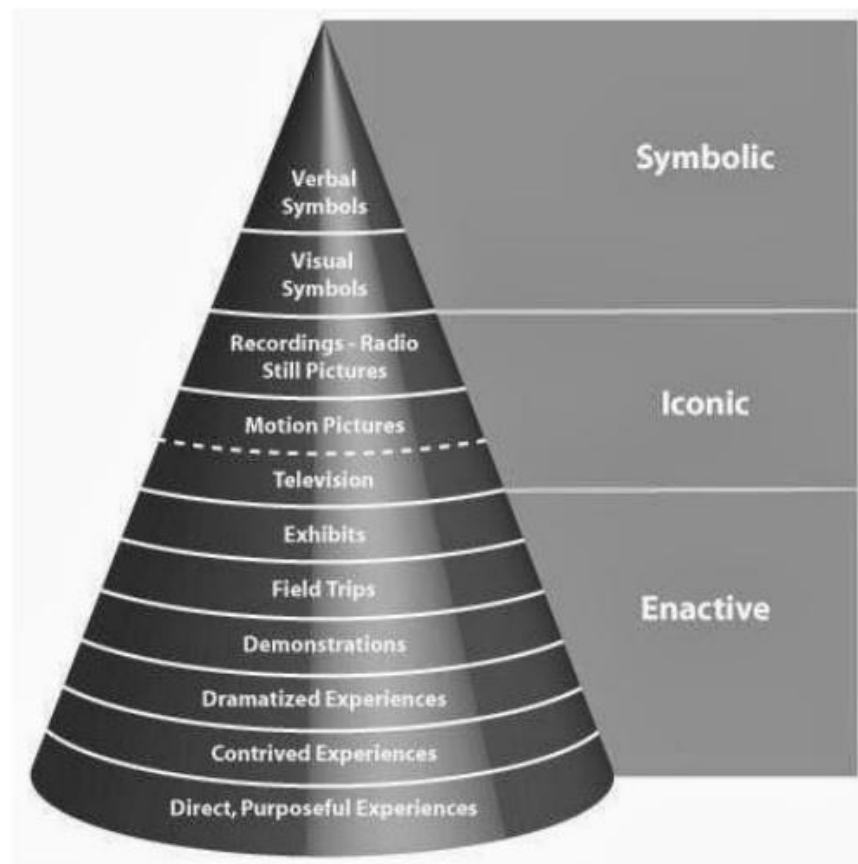 Verbal
Symbols
Visual
Symbols
Recordings - Radio
Still Pictures
Motion Pictures
Television
Exhibits
Field Trips
Demonstrations
Dramatized Experiences
Contrived Experiences
Direct, Purposeful Experiences
Symbolic
Iconic
Enactive